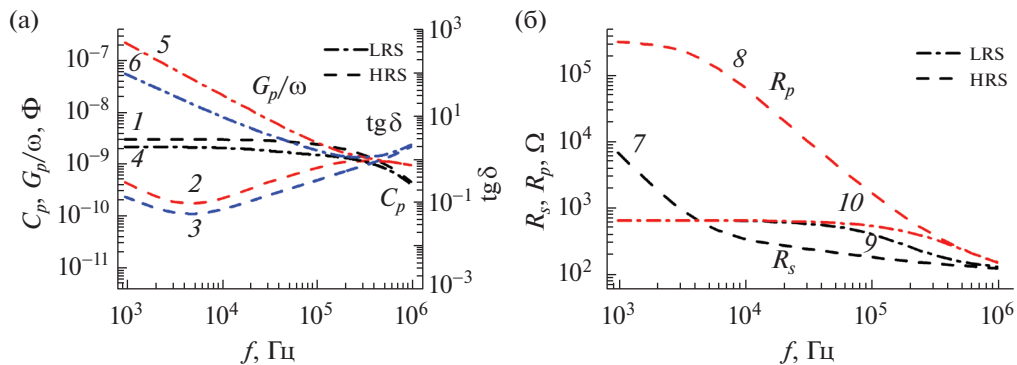 (а)
10⁻⁷
10⁻⁸
10⁻⁹
10⁻¹⁰
10⁻¹¹
C_p, G_p/ω, Ф
5
6
1
4
2
3
G_p/ω
tg δ
C_p
LRS
HRS
10³
10¹
10⁻¹
10⁻³
tg δ
10³ 10⁴ 10⁵ 10⁶
f, Гц
(б)
10⁵
10⁴
10³
10²
R_s, R_p, Ω
7
8
R_p
10
9
R_s
LRS
HRS
10³ 10⁴ 10⁵ 10⁶
f, Гц